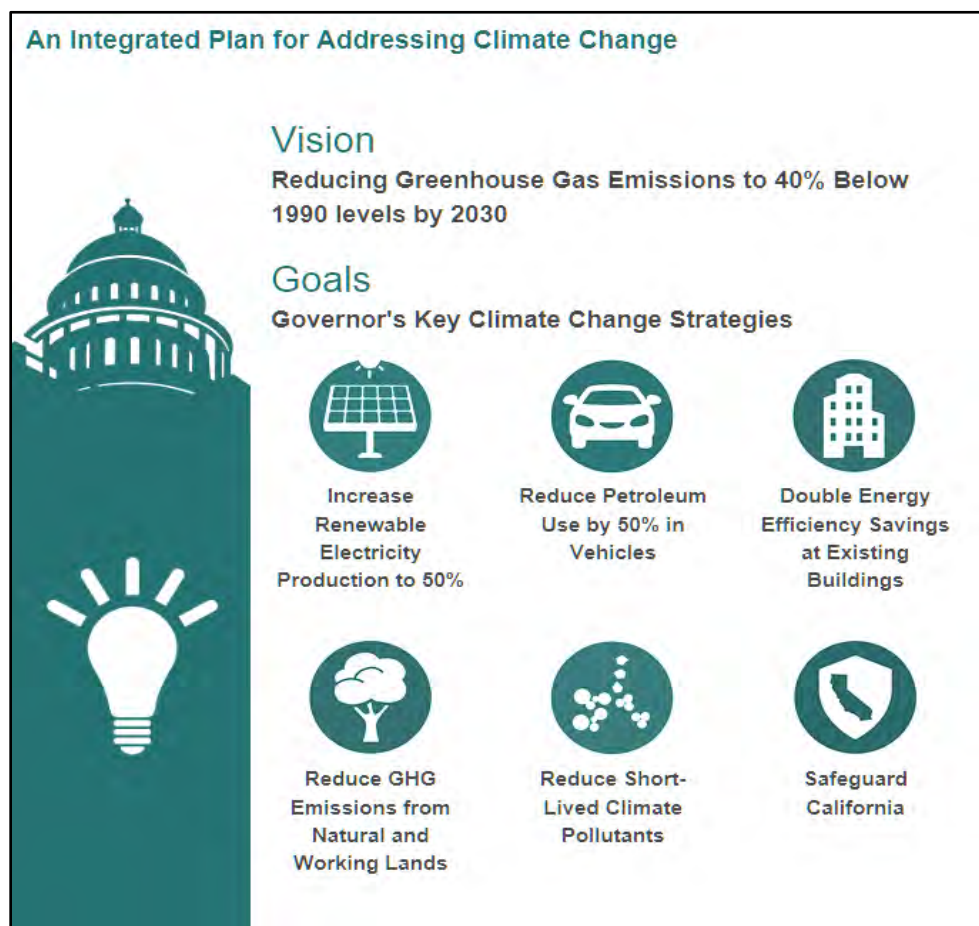 An Integrated Plan for Addressing Climate Change
Vision
Reducing Greenhouse Gas Emissions to 40% Below
1990 levels by 2030
Goals
Governor's Key Climate Change Strategies
Increase
Renewable
Electricity
Production to 50%
Reduce Petroleum
Use by 50% in
Vehicles
Double Energy
Efficiency Savings
at Existing
Buildings
Reduce GHG
Emissions from
Natural and
Working Lands
Reduce Short-
Lived Climate
Pollutants
Safeguard
California